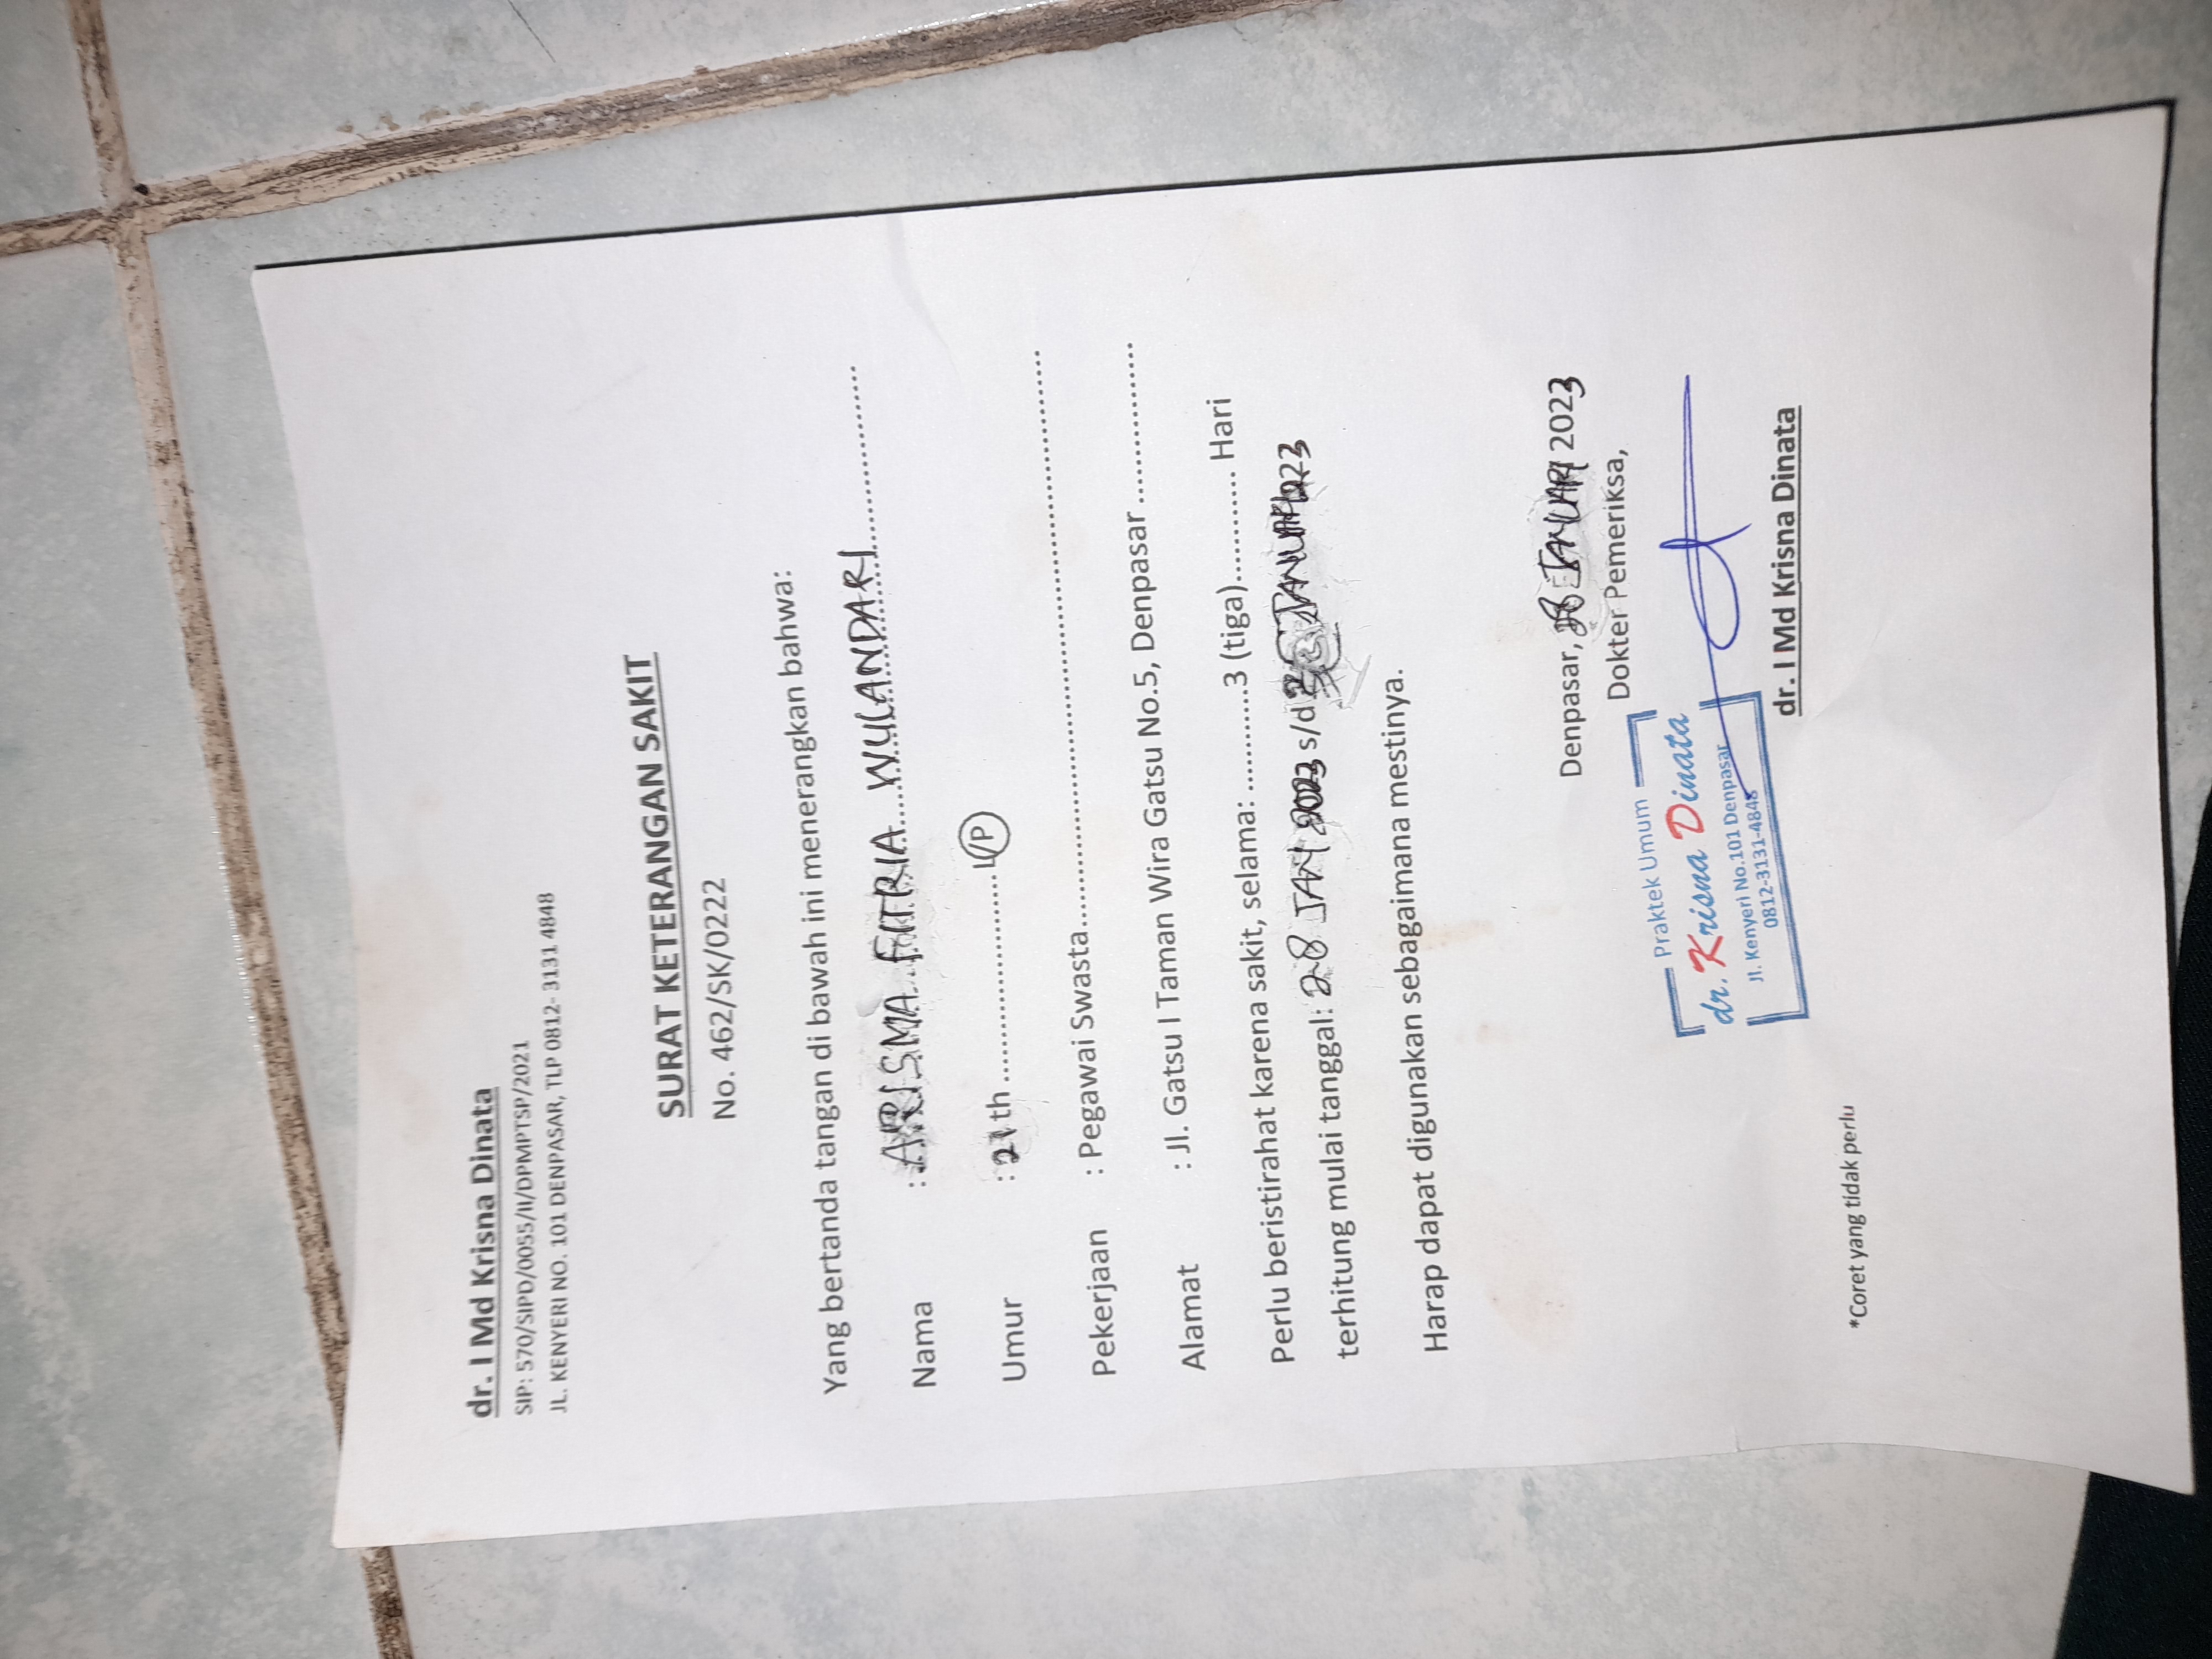 dr. I Md Krisna Dinata
SIP: 570/SIPD/0055/II/DPMPTSP/2021
JL. KENYERI NO. 101 DENPASAR, TLP 0812- 3131 4848
SURAT KETERANGAN SAKIT
No. 462/SK/0222
Yang bertanda tangan di bawah ini menerangkan bahwa:
Nama : ARISMA FITRIA WULANDARI
Umur : 21 th ........................ L/P
Pekerjaan : Pegawai Swasta................................................................
Alamat : Jl. Gatsu I Taman Wira Gatsu No.5, Denpasar ..................
Perlu beristirahat karena sakit, selama: ............3 (tiga)............ Hari
terhitung mulai tanggal: 28 JAN 2023 s/d JANUARI 2023
Harap dapat digunakan sebagaimana mestinya.
Denpasar, 28 JANUARI 2023
Dokter Pemeriksa,
Praktek Umum
dr. Krisna Dinata
Jl. Kenyeri No.101 Denpasar
0812-3131-4848
dr. I Md Krisna Dinata
*Coret yang tidak perlu